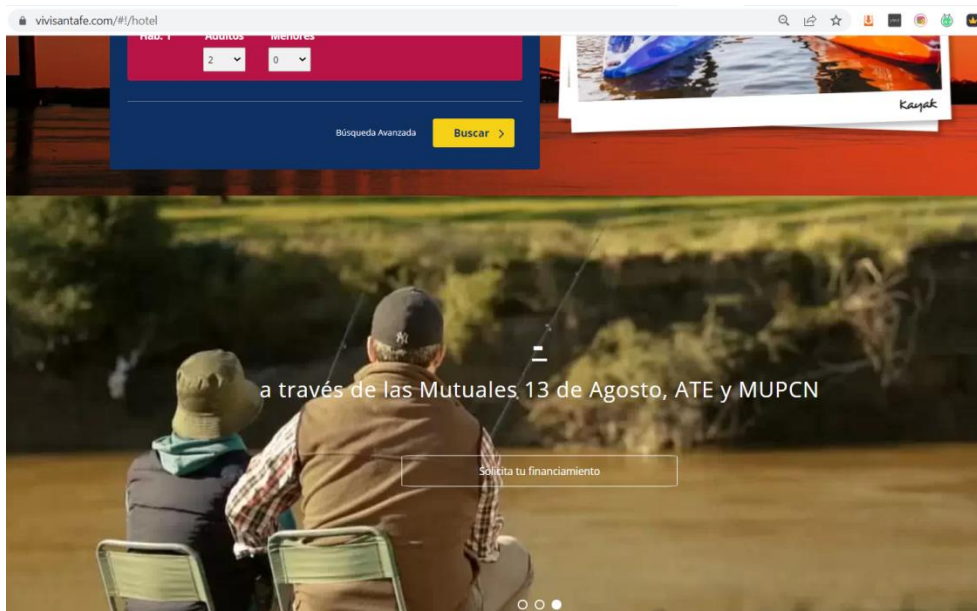 vivisantafe.com/#!/hotel
Hab. 1 Adultos Menores
2 0
Búsqueda Avanzada Buscar >
Kayak
-
a través de las Mutuales 13 de Agosto, ATE y MUPCN
Solicita tu financiamiento